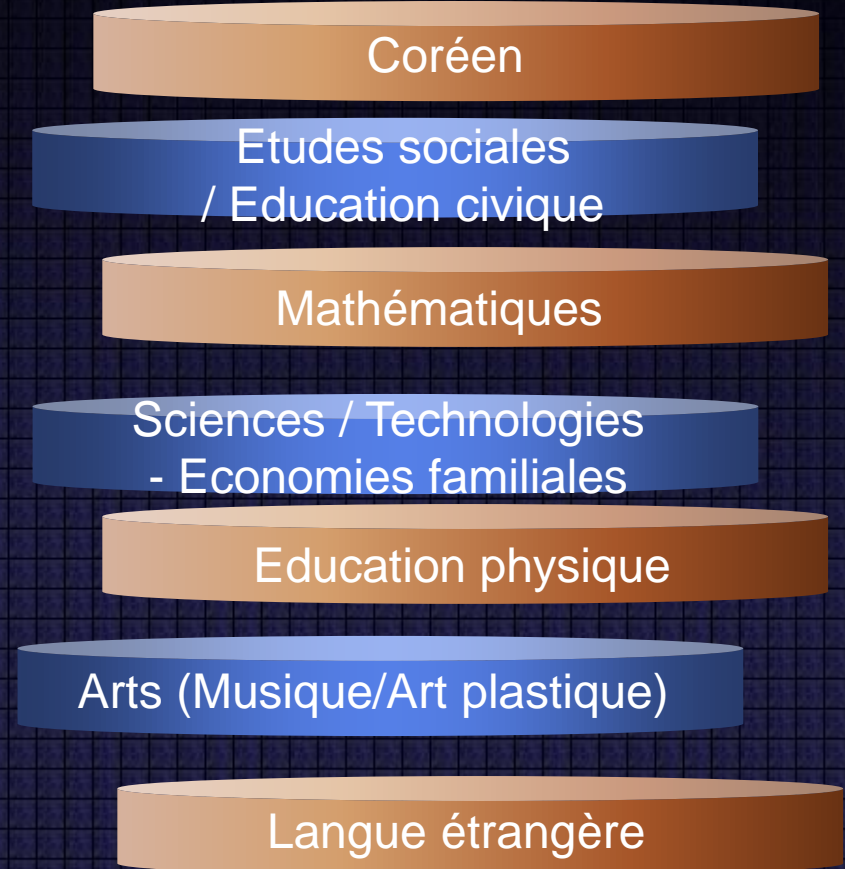 Coréen
Etudes sociales
/ Education civique
Mathématiques
Sciences / Technologies
- Economies familiales
Education physique
Arts (Musique/Art plastique)
Langue étrangère